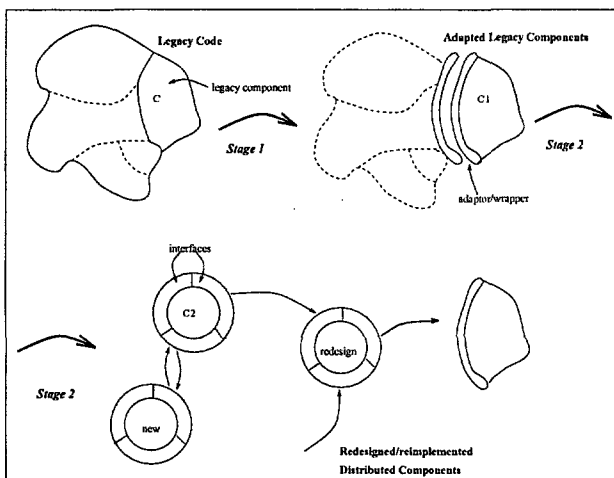 Legacy Code
C
legacy component
Stage 1
Adapted Legacy Components
C1
Stage 2
adaptor/wrapper
interfaces
C2
redesign
Stage 2
new
Redesigned/reimplemented
Distributed Components